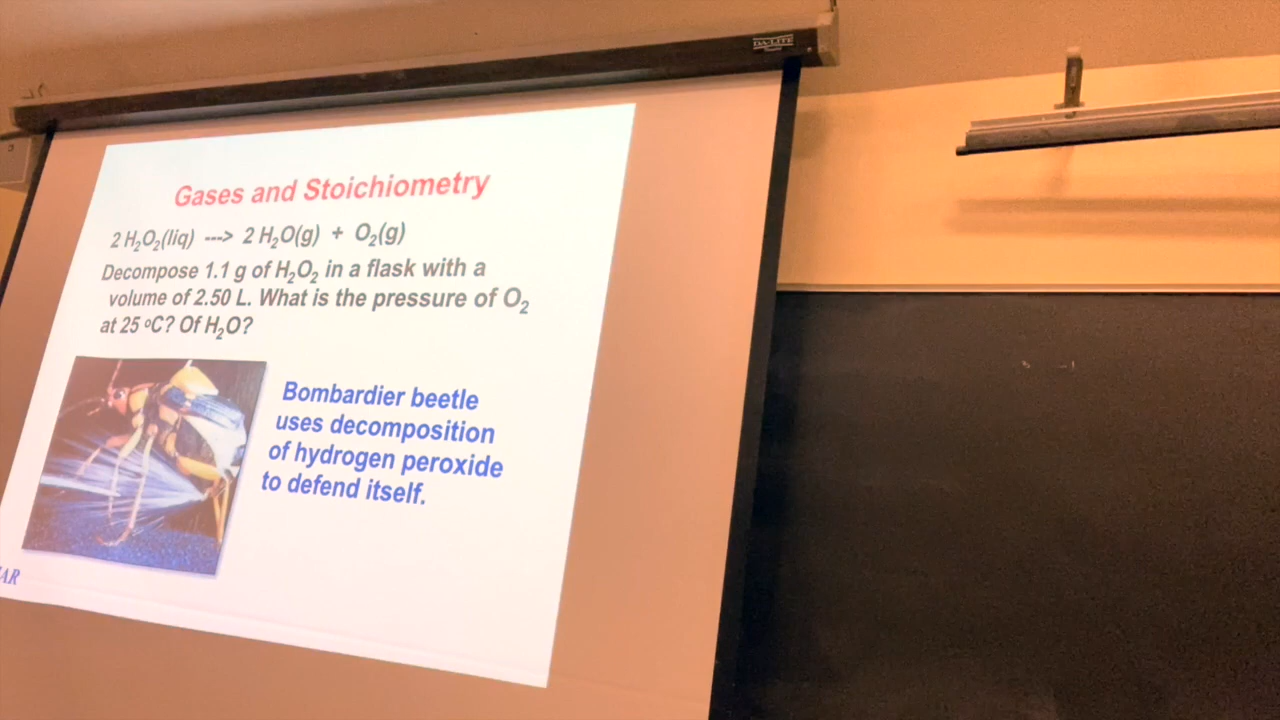 DA-LITE
Gases and Stoichiometry
2 H₂O₂(liq) ---> 2 H₂O(g) + O₂(g)
Decompose 1.1 g of H₂O₂ in a flask with a
volume of 2.50 L. What is the pressure of O₂
at 25 ºC? Of H₂O?
Bombardier beetle
uses decomposition
of hydrogen peroxide
to defend itself.